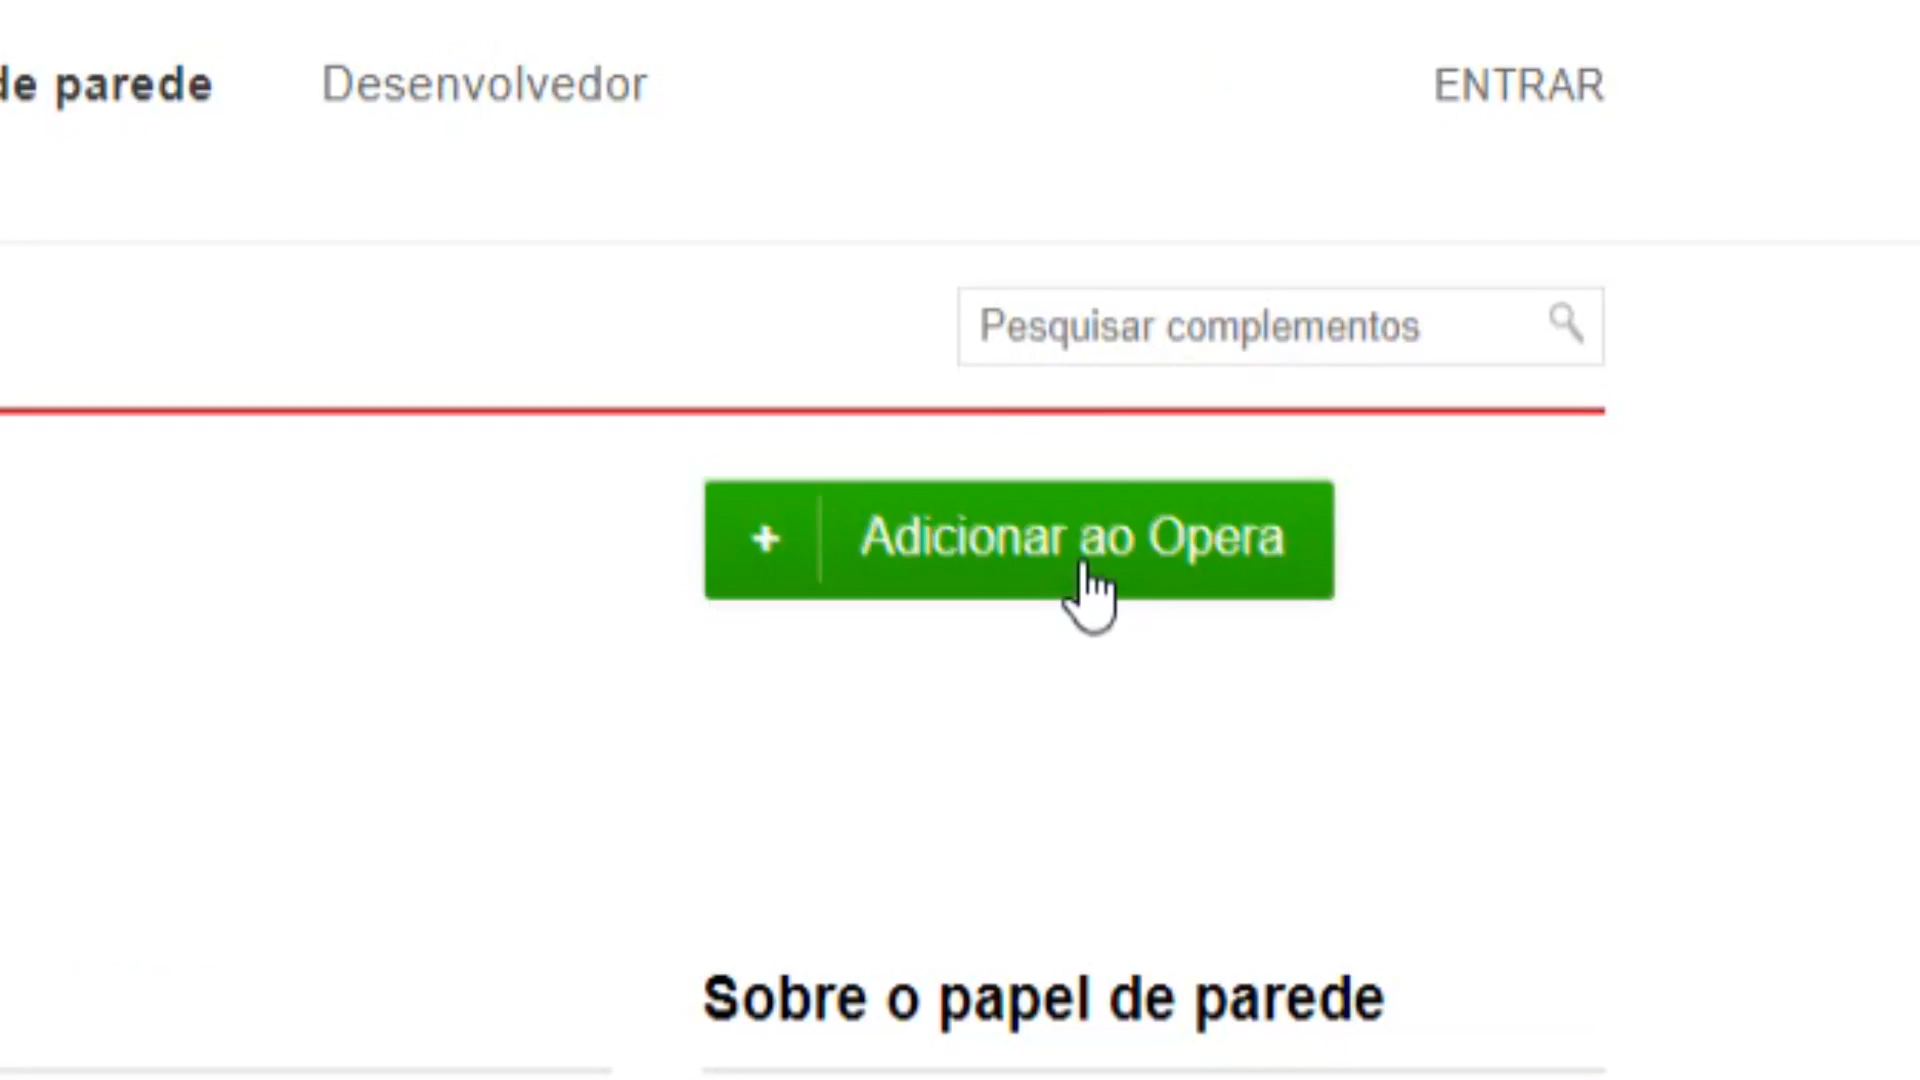 de parede Desenvolvedor ENTRAR
Pesquisar complementos
+ Adicionar ao Opera
Sobre o papel de parede